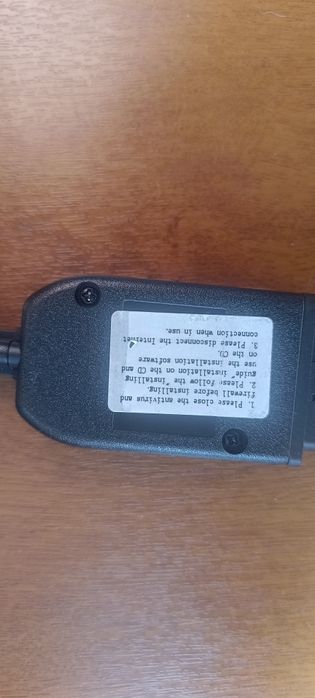 1. Please close antivirus and
firewall before installing.
2. Please follow the "installing
guide" installation on the CD and
use the installation software
on the CD.
3. Please disconnect the Internet
connection when in use.